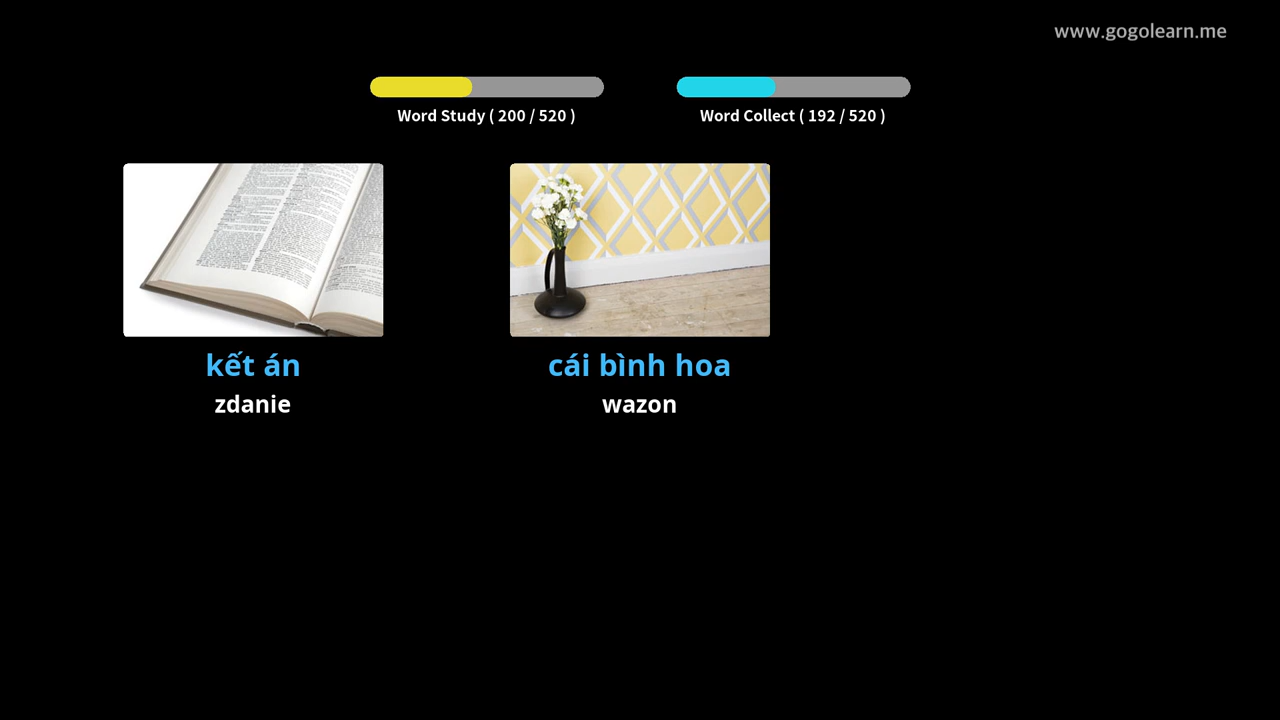 www.gogolearn.me
Word Study ( 200 / 520 )
Word Collect ( 192 / 520 )
kết án
cái bình hoa
zdanie
wazon